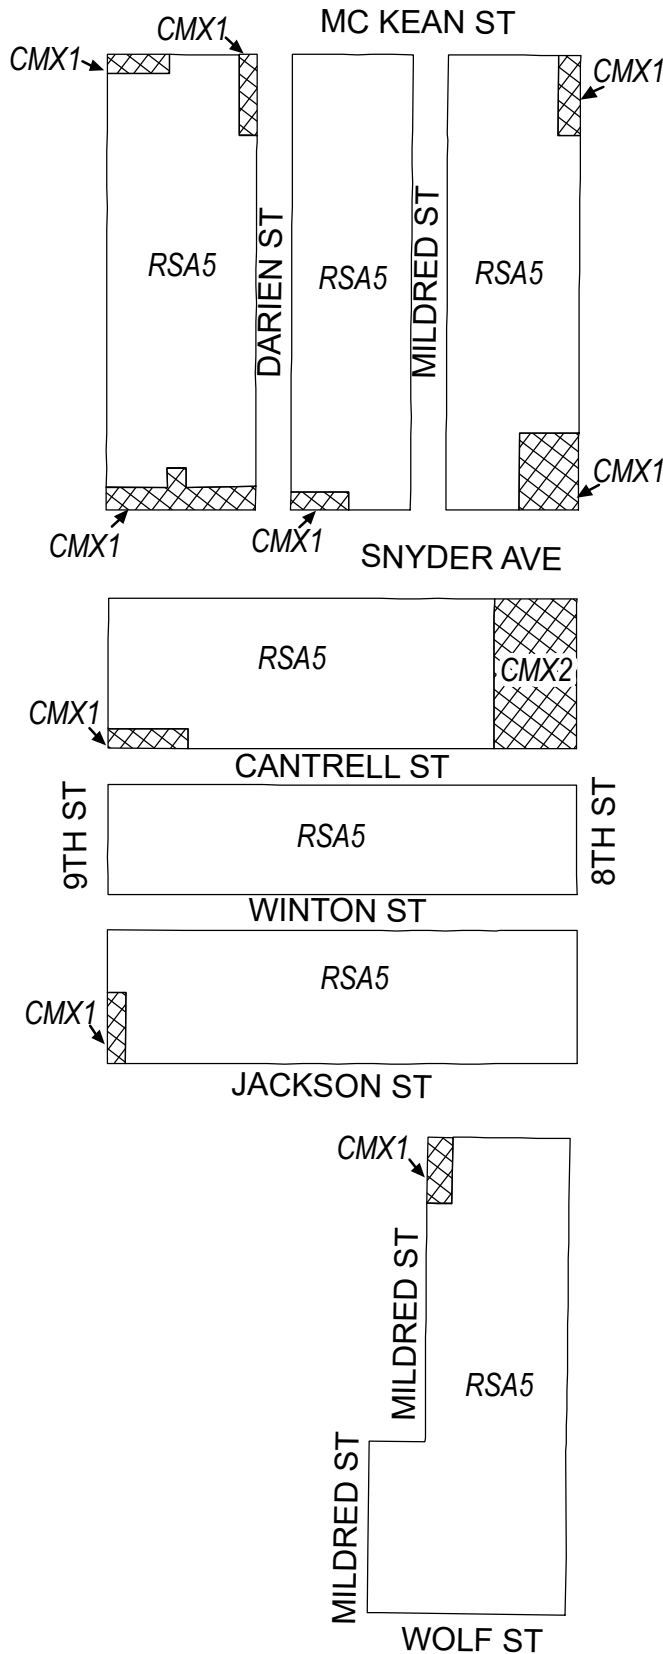 MC KEAN ST
CMX1
CMX1
CMX1
RSA5
DARIEN ST
RSA5
MILDRED ST
RSA5
CMX1
CMX1
CMX1
SNYDER AVE
RSA5
CMX2
CMX1
CANTRELL ST
9TH ST
RSA5
8TH ST
WINTON ST
RSA5
CMX1
JACKSON ST
CMX1
MILDRED ST
RSA5
MILDRED ST
WOLF ST